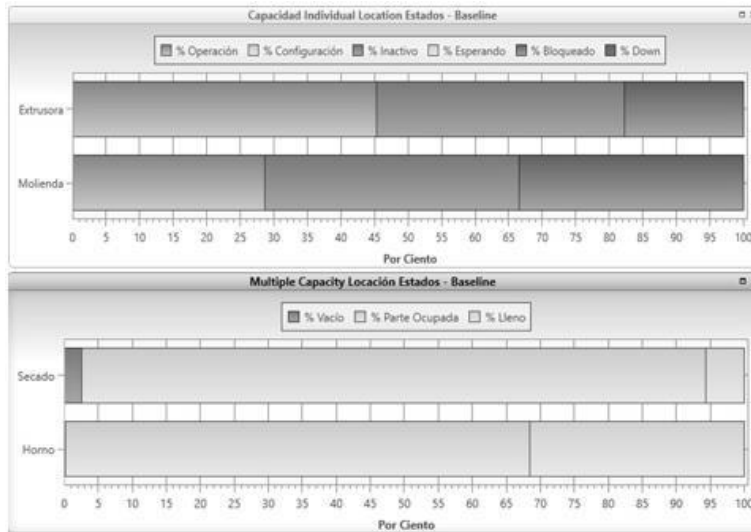 Capacidad Individual Location Estados - Baseline
% Operación % Configuración % Inactivo % Esperando % Bloqueado % Down
Extrusora
Molienda
0 5 10 15 20 25 30 35 40 45 50 55 60 65 70 75 80 85 90 95 100
Por Ciento
Multiple Capacity Locación Estados - Baseline
% Vacío % Parte Ocupada % Lleno
Secado
Horno
0 5 10 15 20 25 30 35 40 45 50 55 60 65 70 75 80 85 90 95 100
Por Ciento